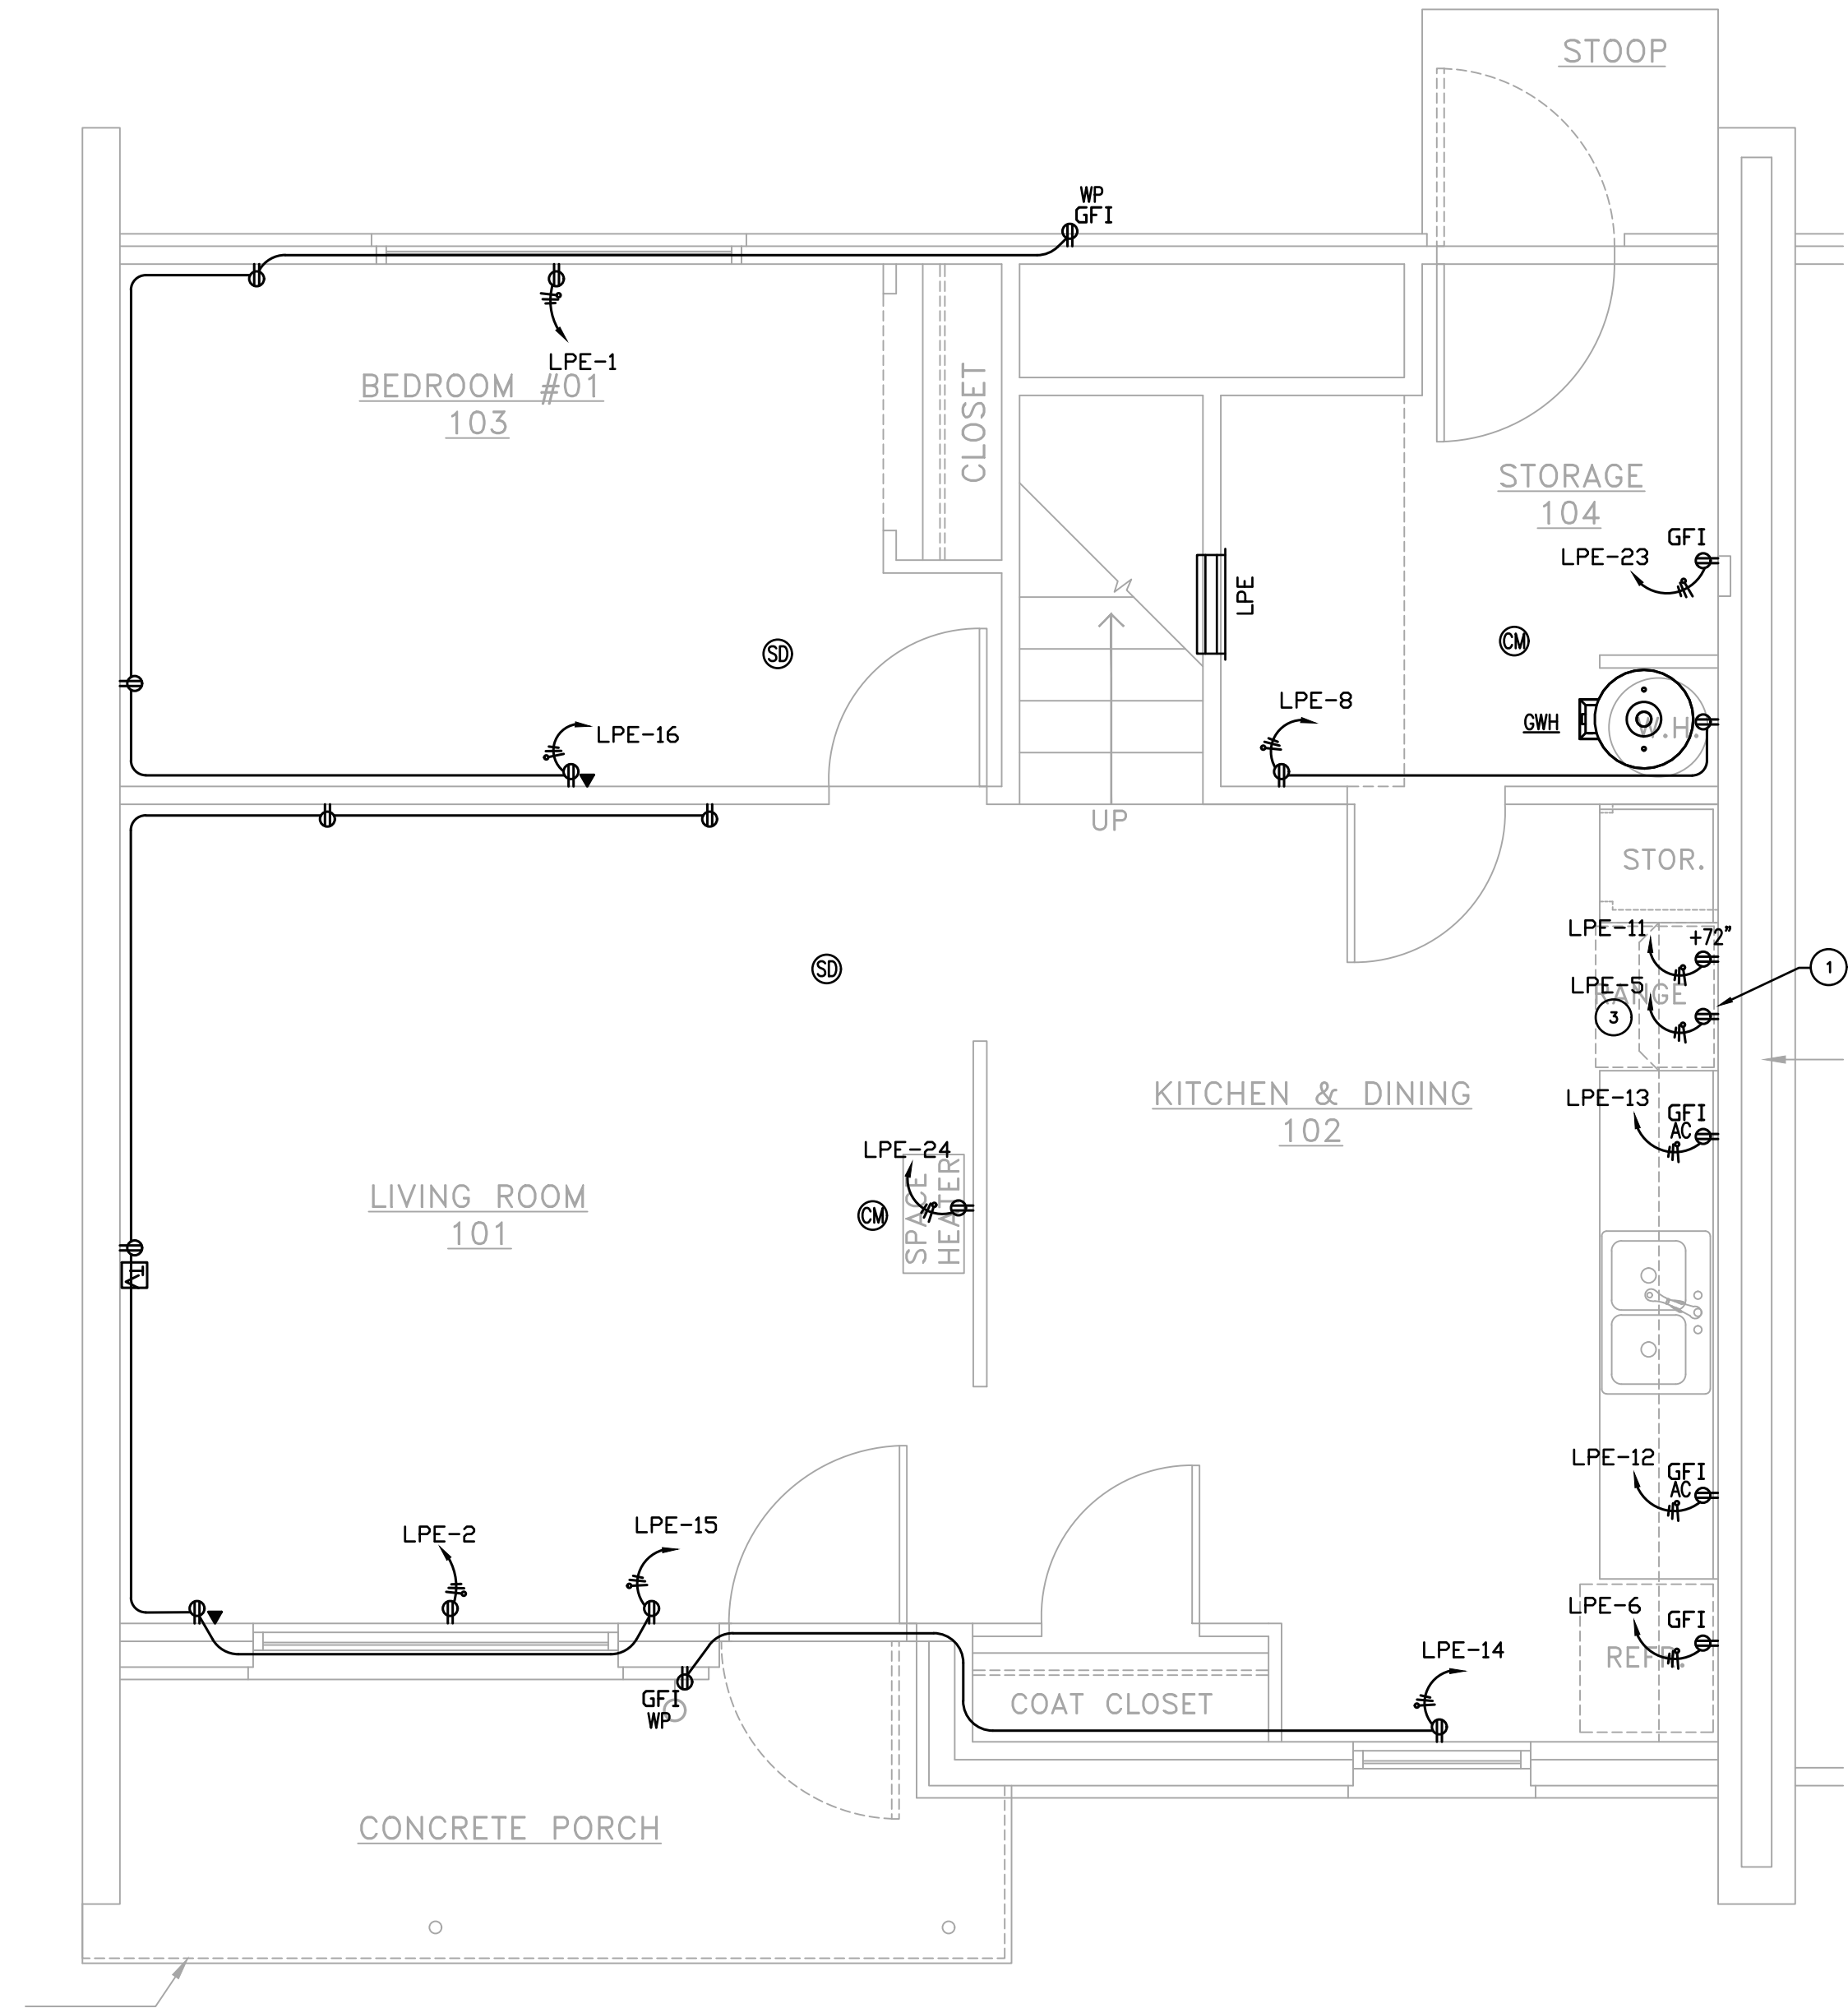 STOOP
WP
GFI
LPE-1
BEDROOM #01
103
CLOSET
STORAGE
104
GFI
LPE-23
LPE
SD
CM
LPE-8
LPE-16
GWH
W.H.
UP
STOR.
LPE-11
+72"
SD
LPE-5
RANGE
1
3
KITCHEN & DINING
102
LPE-13
GFI
AC
LPE-24
SPACE
HEATER
CM
LIVING ROOM
101
TV
LPE-12
GFI
AC
LPE-2
LPE-15
LPE-6
GFI
REFR.
LPE-14
GFI
WP
COAT CLOSET
CONCRETE PORCH